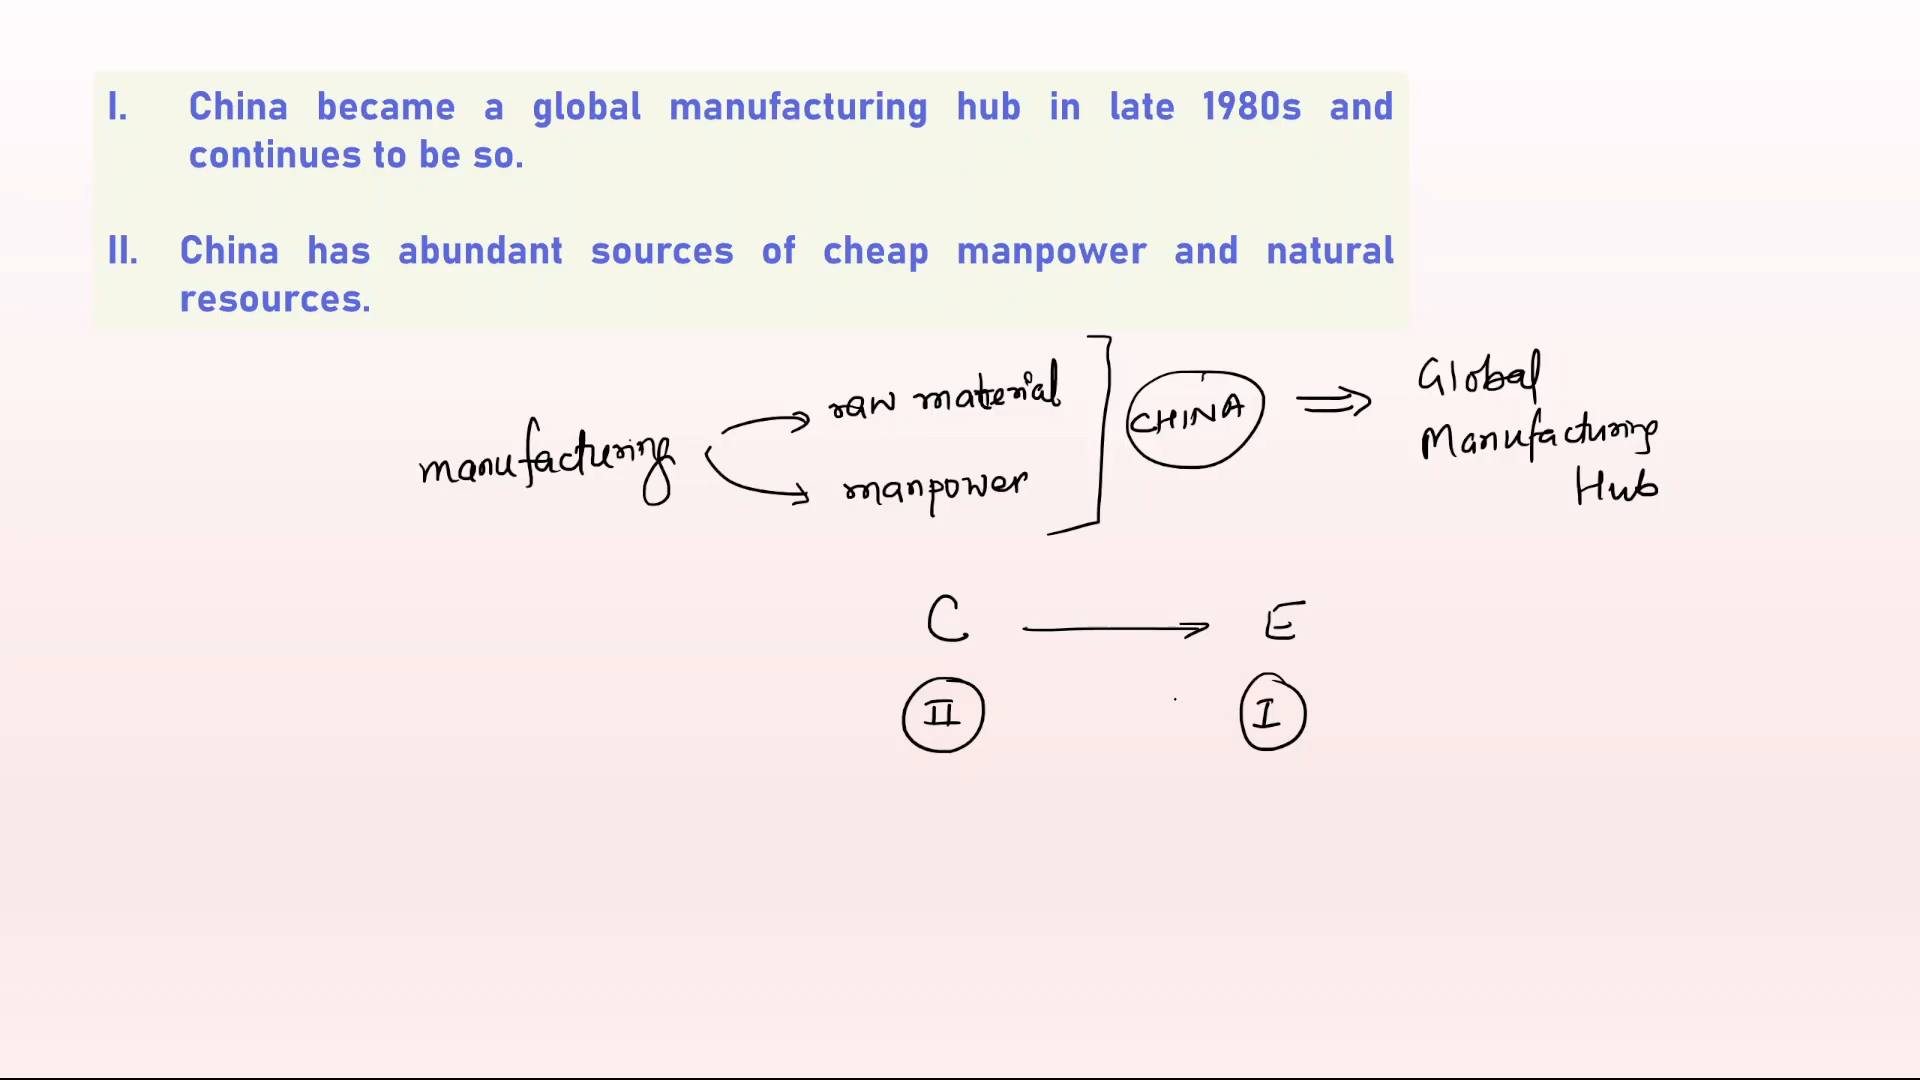 I. China became a global manufacturing hub in late 1980s and
continues to be so.
II. China has abundant sources of cheap manpower and natural
resources.
manufacturing
raw material
manpower
CHINA
Global
Manufacturing
Hub
C E
II I